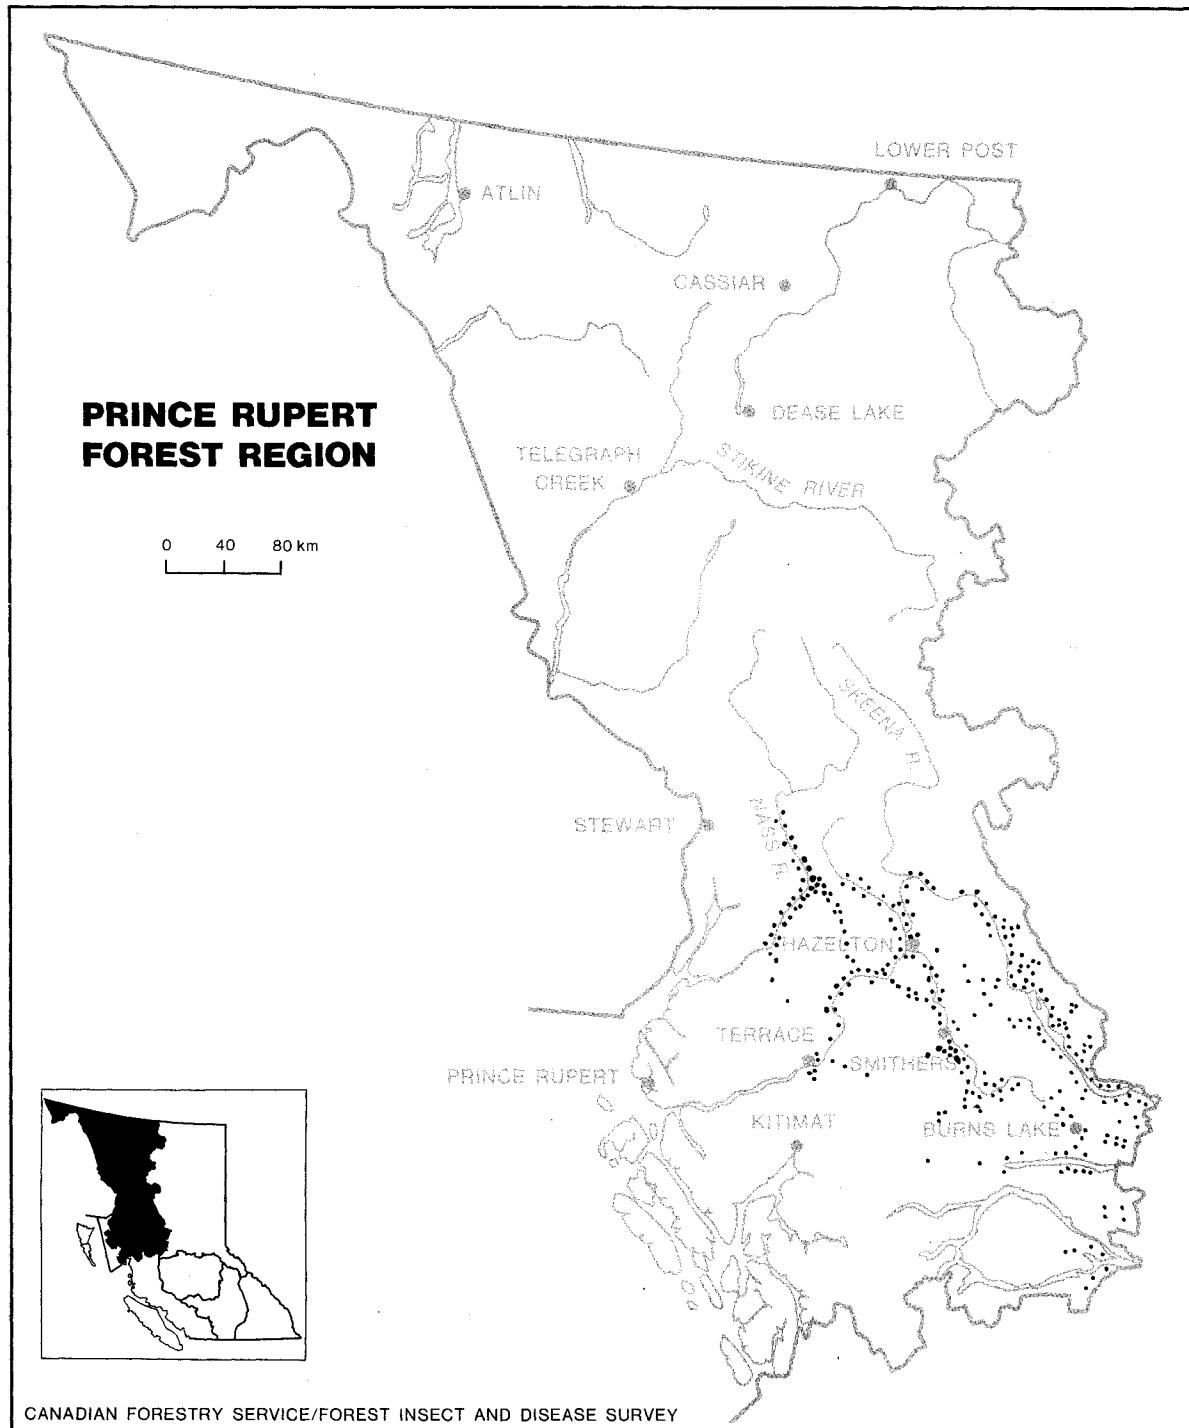 LOWER POST
ATLIN
CASSIAR
PRINCE RUPERT
FOREST REGION
DEASE LAKE
TELEGRAPH
CREEK
STIKINE RIVER
0 40 80 km
SKEENA R.
NASS R.
STEWART
HAZELTON
TERRACE
SMITHERS
PRINCE RUPERT
KITIMAT
BURNS LAKE
CANADIAN FORESTRY SERVICE/FOREST INSECT AND DISEASE SURVEY